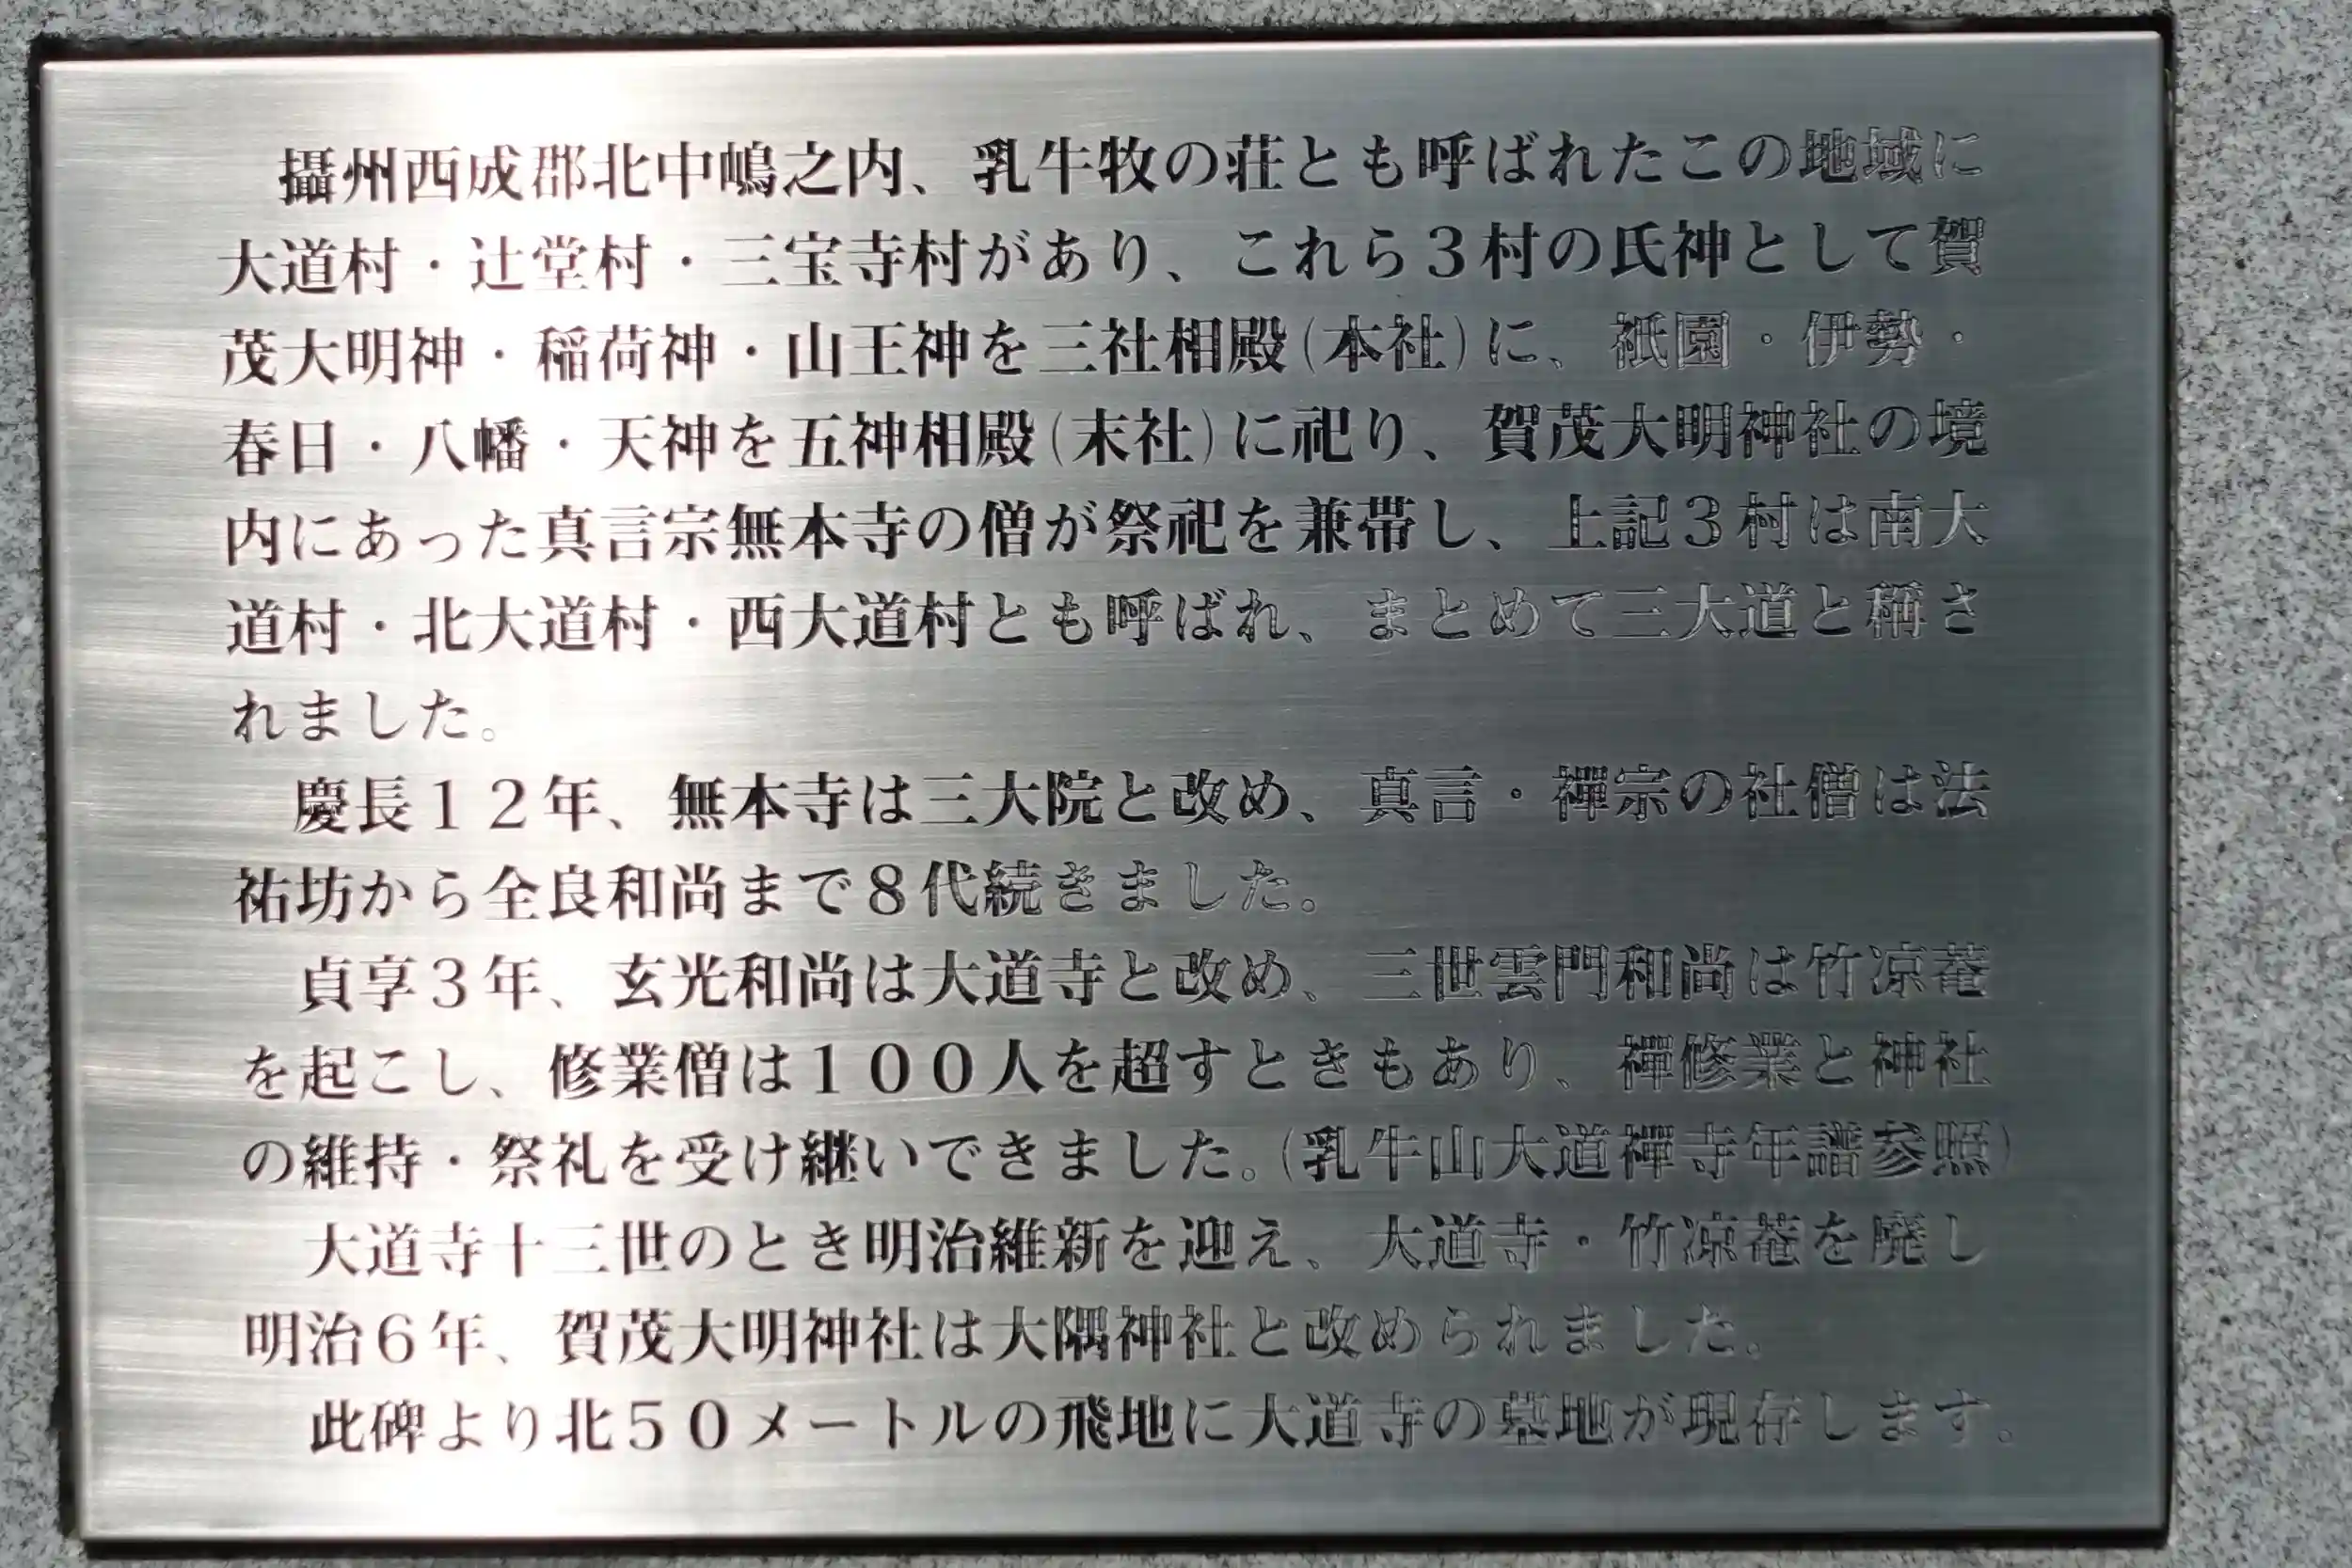 攝州西成郡北中嶋之内、乳牛牧の荘とも呼ばれたこの地域に
大道村・辻堂村・三宝寺村があり、これら３村の氏神として賀
茂大明神・稲荷神・山王神を三社相殿(本社)に、祇園・伊勢・
春日・八幡・天神を五神相殿(末社)に祀り、賀茂大明神社の境
内にあった真言宗無本寺の僧が祭祀を兼帯し、上記３村は南大
道村・北大道村・西大道村とも呼ばれ、まとめて三大道と稱さ
れました。
慶長１２年、無本寺は三大院と改め、真言・禪宗の社僧は法
祐坊から全良和尚まで８代続きました。
貞享３年、玄光和尚は大道寺と改め、三世雲門和尚は竹凉菴
を起こし、修業僧は１００人を超すときもあり、禪修業と神社
の維持・祭礼を受け継いできました。(乳牛山大道禪寺年譜参照)
大道寺十三世のとき明治維新を迎え、大道寺・竹凉菴を廃し
明治６年、賀茂大明神社は大隅神社と改められました。
此碑より北５０メートルの飛地に大道寺の墓地が現存します。